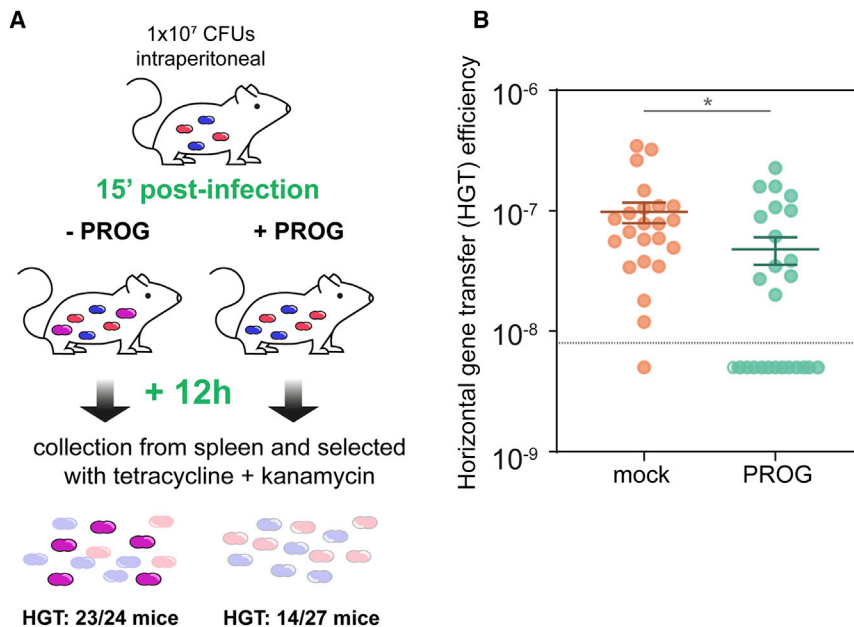 A
1x10⁷ CFUs
intraperitoneal
15’ post-infection
- PROG
+ PROG
+ 12h
collection from spleen and selected
with tetracycline + kanamycin
HGT: 23/24 mice
HGT: 14/27 mice
B
Horizontal gene transfer (HGT) efficiency
10⁻⁶
10⁻⁷
10⁻⁸
10⁻⁹
*
mock
PROG